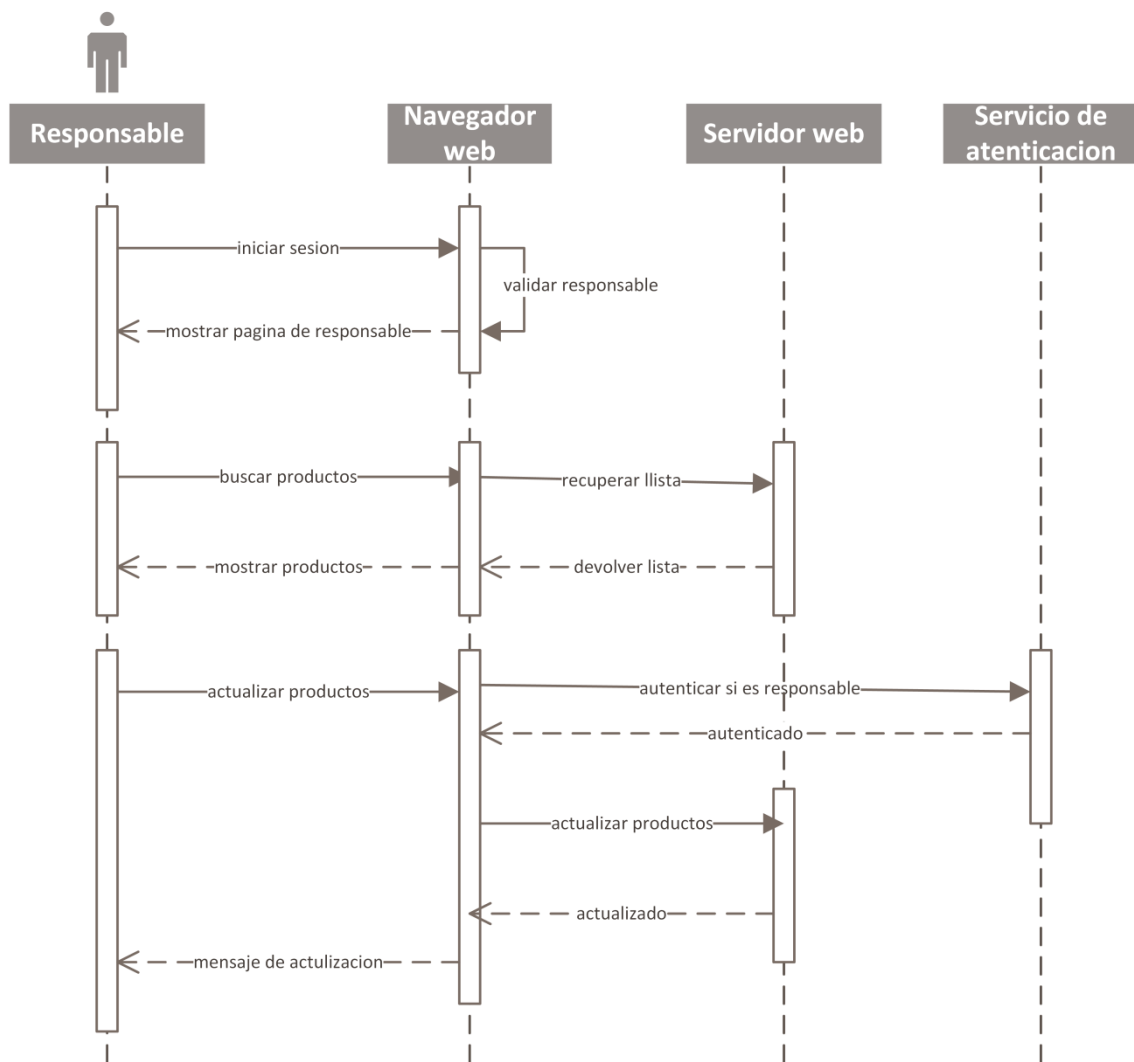 Responsable
Navegador
web
Servidor web
Servicio de
atenticacion
iniciar sesion
validar responsable
mostrar pagina de responsable
buscar productos
recuperar llista
mostrar productos
devolver lista
actualizar productos
autenticar si es responsable
autenticado
actualizar productos
actualizado
mensaje de actulizacion